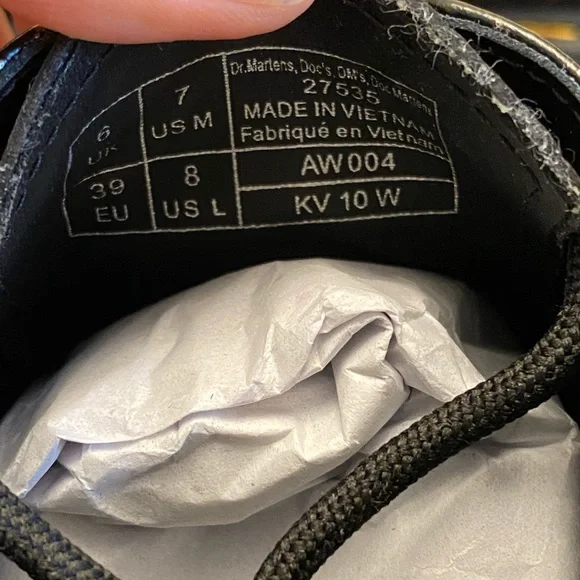 6
UK
7
US M
Dr.Martens, Doc's, DM's, Doc Martens
27535
MADE IN VIETNAM
Fabriqué en Vietnam
39
EU
8
US L
AW004
KV 10 W